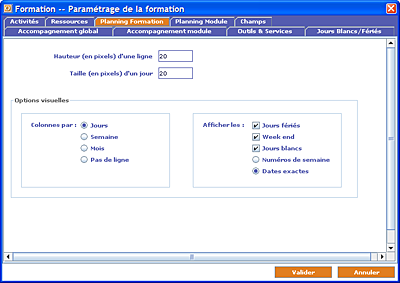 Formation -- Paramétrage de la formation
Activités Ressources Planning Formation Planning Module Champs
Accompagnement global Accompagnement module Outils & Services Jours Blancs/Fériés
Hauteur (en pixels) d'une ligne 20
Taille (en pixels) d'un jour 20
Options visuelles
Colonnes par : Jours
Semaine
Mois
Pas de ligne
Afficher les : Jours fériés
Week end
Jours blancs
Numéros de semaine
Dates exactes
Valider Annuler